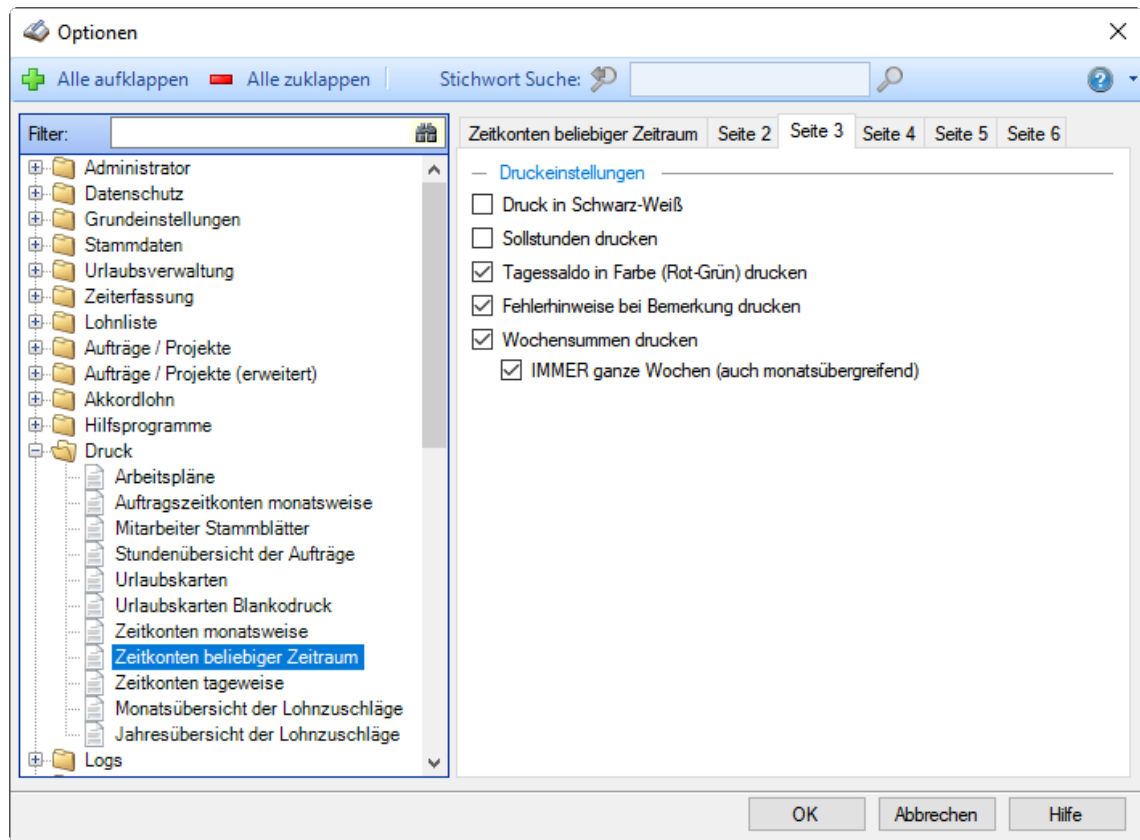 Optionen
Alle aufklappen Alle zuklappen Stichwort Suche:
Filter:
Administrator
Datenschutz
Grundeinstellungen
Stammdaten
Urlaubsverwaltung
Zeiterfassung
Lohnliste
Aufträge / Projekte
Aufträge / Projekte (erweitert)
Akkordlohn
Hilfsprogramme
Druck
Arbeitspläne
Auftragszeitkonten monatsweise
Mitarbeiter Stammblätter
Stundenübersicht der Aufträge
Urlaubskarten
Urlaubskarten Blankodruck
Zeitkonten monatsweise
Zeitkonten beliebiger Zeitraum
Zeitkonten tageweise
Monatsübersicht der Lohnzuschläge
Jahresübersicht der Lohnzuschläge
Logs
Zeitkonten beliebiger Zeitraum Seite 2 Seite 3 Seite 4 Seite 5 Seite 6
Druckeinstellungen
Druck in Schwarz-Weiß
Sollstunden drucken
Tagessaldo in Farbe (Rot-Grün) drucken
Fehlerhinweise bei Bemerkung drucken
Wochensummen drucken
IMMER ganze Wochen (auch monatsübergreifend)
OK Abbrechen Hilfe